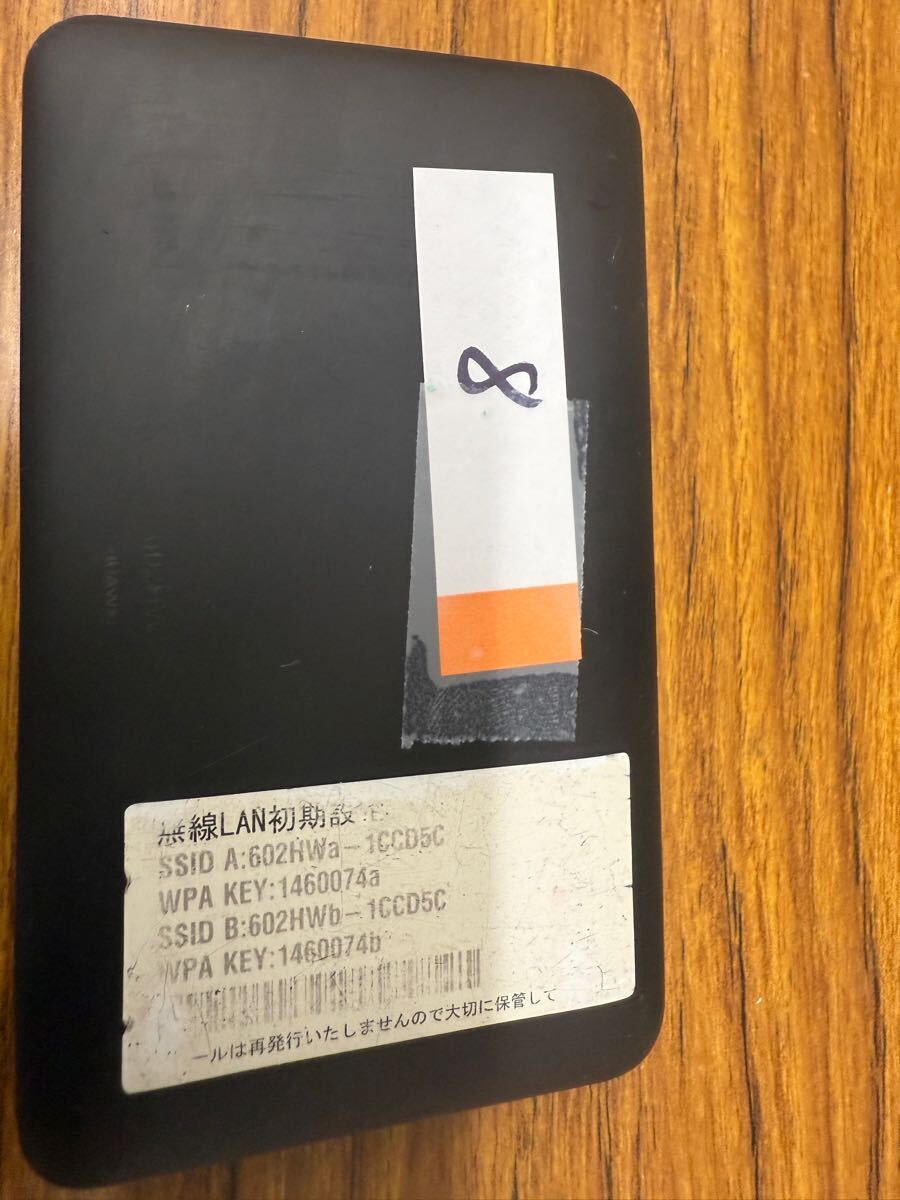 8
無線LAN初期設定
SSID A:602HWa-1CCD5C
WPA KEY:1460074a
SSID B:602HWb-1CCD5C
WPA KEY:1460074b
ールは再発行いたしませんので大切に保管して